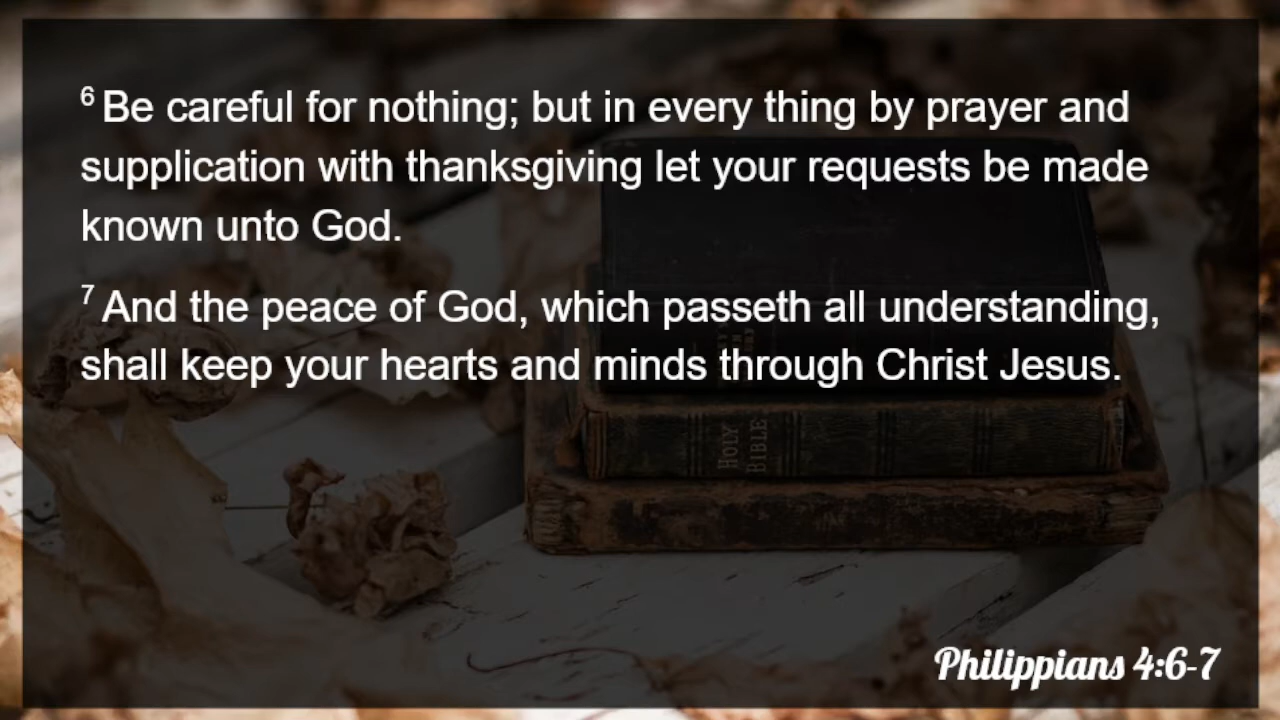 6 Be careful for nothing; but in every thing by prayer and
supplication with thanksgiving let your requests be made
known unto God.
7 And the peace of God, which passeth all understanding,
shall keep your hearts and minds through Christ Jesus.
HOLY
BIBLE
Philippians 4:6-7